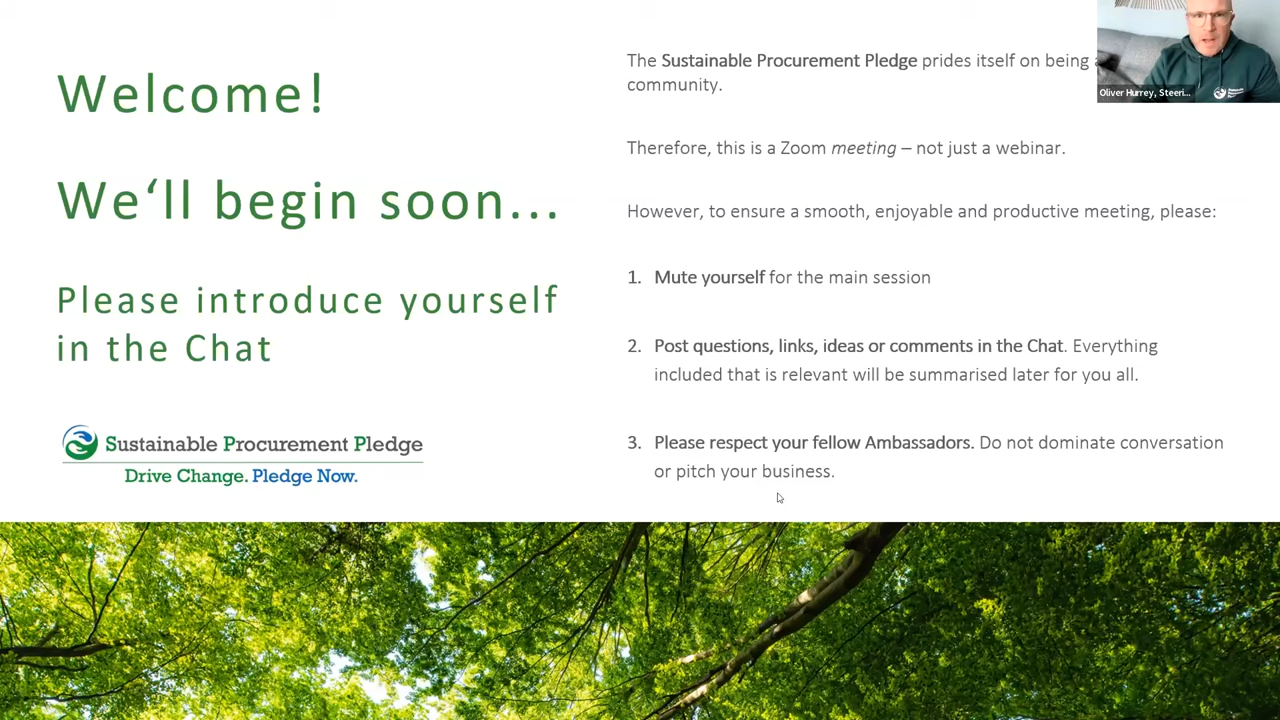 Welcome!
We‘ll begin soon...
Please introduce yourself
in the Chat
Sustainable Procurement Pledge
Drive Change. Pledge Now.
The Sustainable Procurement Pledge prides itself on being
community.
Therefore, this is a Zoom meeting – not just a webinar.
However, to ensure a smooth, enjoyable and productive meeting, please:
1. Mute yourself for the main session
2. Post questions, links, ideas or comments in the Chat. Everything
included that is relevant will be summarised later for you all.
3. Please respect your fellow Ambassadors. Do not dominate conversation
or pitch your business.
Oliver Hurrey, Steeri...